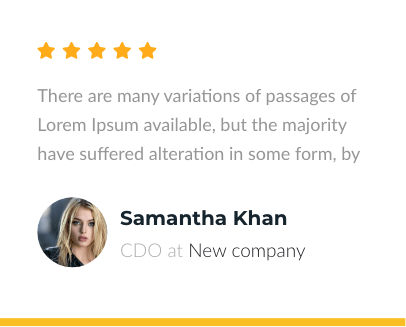 There are many variations of passages of
Lorem Ipsum available, but the majority
have suffered alteration in some form, by
Samantha Khan
CDO at New company